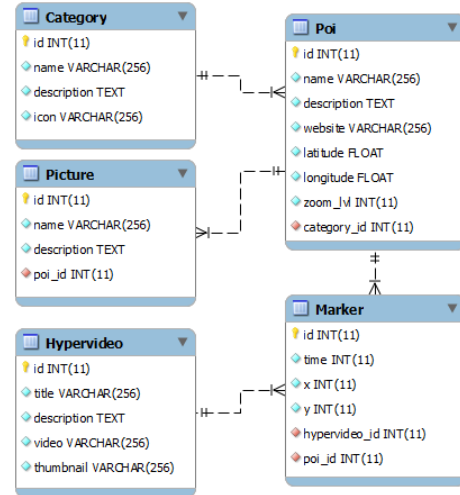 Category
id INT(11)
name VARCHAR(256)
description TEXT
icon VARCHAR(256)
Picture
id INT(11)
name VARCHAR(256)
description TEXT
poi_id INT(11)
Hypervideo
id INT(11)
title VARCHAR(256)
description TEXT
video VARCHAR(256)
thumbnail VARCHAR(256)
Poi
id INT(11)
name VARCHAR(256)
description TEXT
website VARCHAR(256)
latitude FLOAT
longitude FLOAT
zoom_lvl INT(11)
category_id INT(11)
Marker
id INT(11)
time INT(11)
x INT(11)
y INT(11)
hypervideo_id INT(11)
poi_id INT(11)